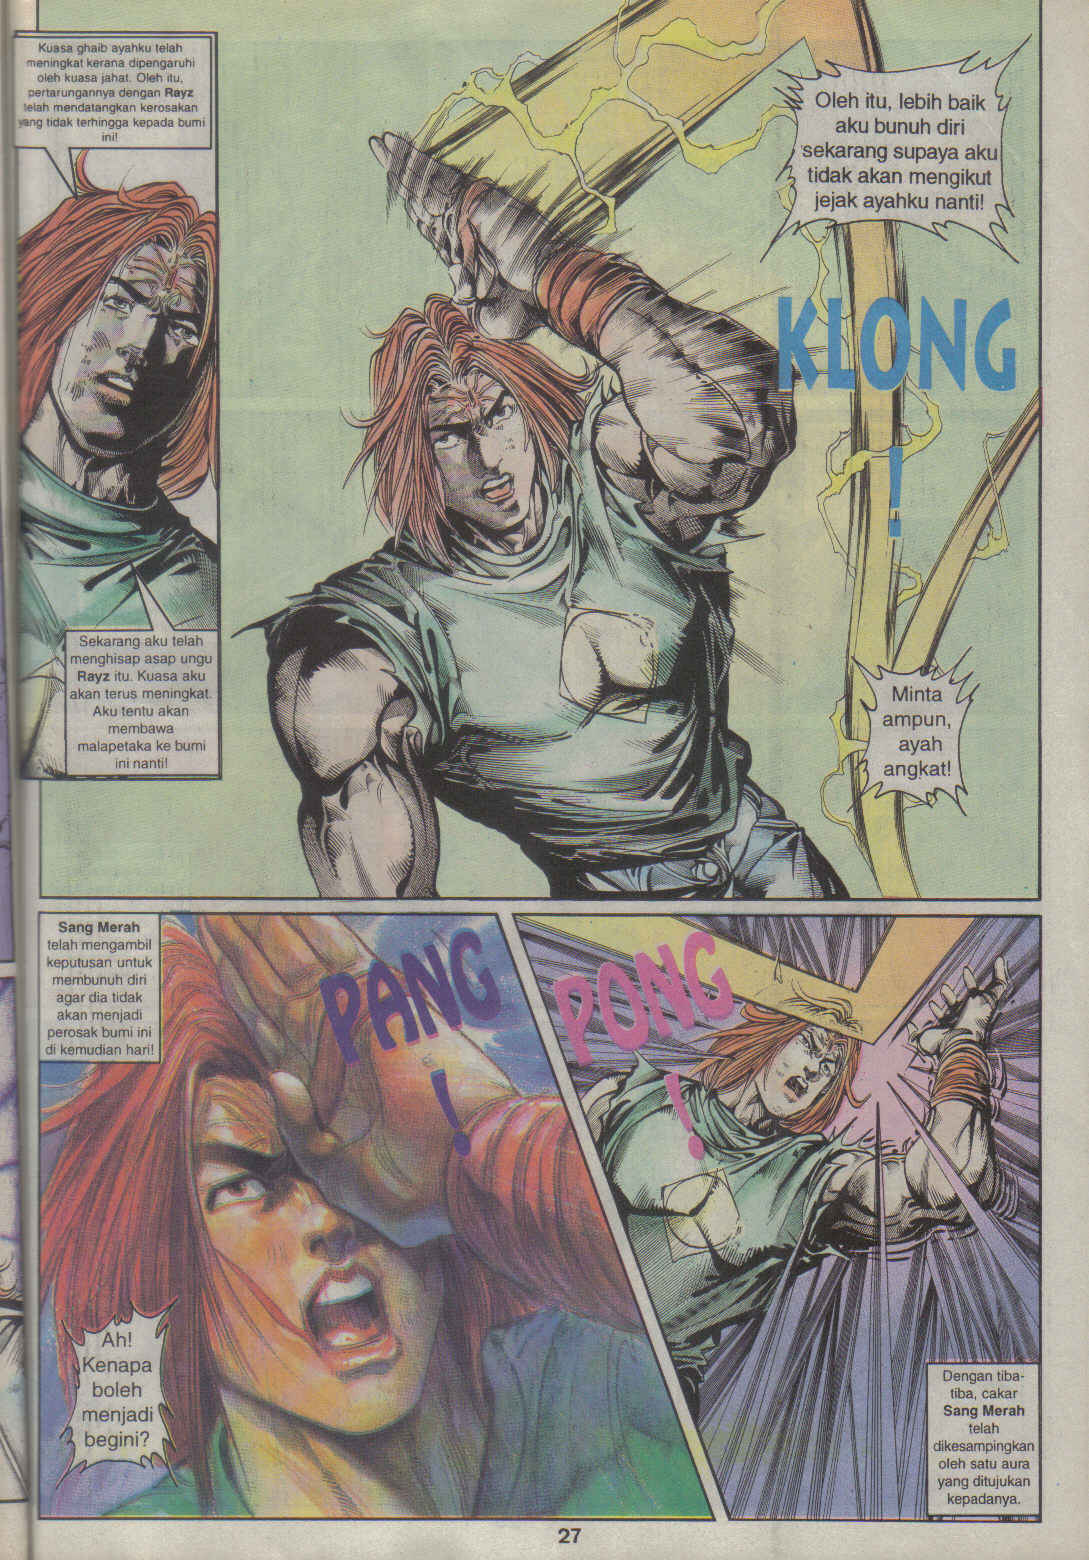 Kuasa ghaib ayahku telah
meningkat kerana dipengaruhi
oleh kuasa jahat. Oleh itu,
pertarungannya dengan Rayz
telah mendatangkan kerosakan
yang tidak terhingga kepada bumi
ini!
Oleh itu, lebih baik
aku bunuh diri
sekarang supaya aku
tidak akan mengikut
jejak ayahku nanti!
KLONG
!
Sekarang aku telah
menghisap asap ungu
Rayz itu. Kuasa aku
akan terus meningkat.
Aku tentu akan
membawa
malapetaka ke bumi
ini nanti!
Minta
ampun,
ayah
angkat!
Sang Merah
telah mengambil
keputusan untuk
membunuh diri
agar dia tidak
akan menjadi
perosak bumi ini
di kemudian hari!
PANG
!
Ah!
Kenapa
boleh
menjadi
begini?
PONG
!
Dengan tiba-
tiba, cakar
Sang Merah
telah
dikesampingkan
oleh satu aura
yang ditujukan
kepadanya.
27